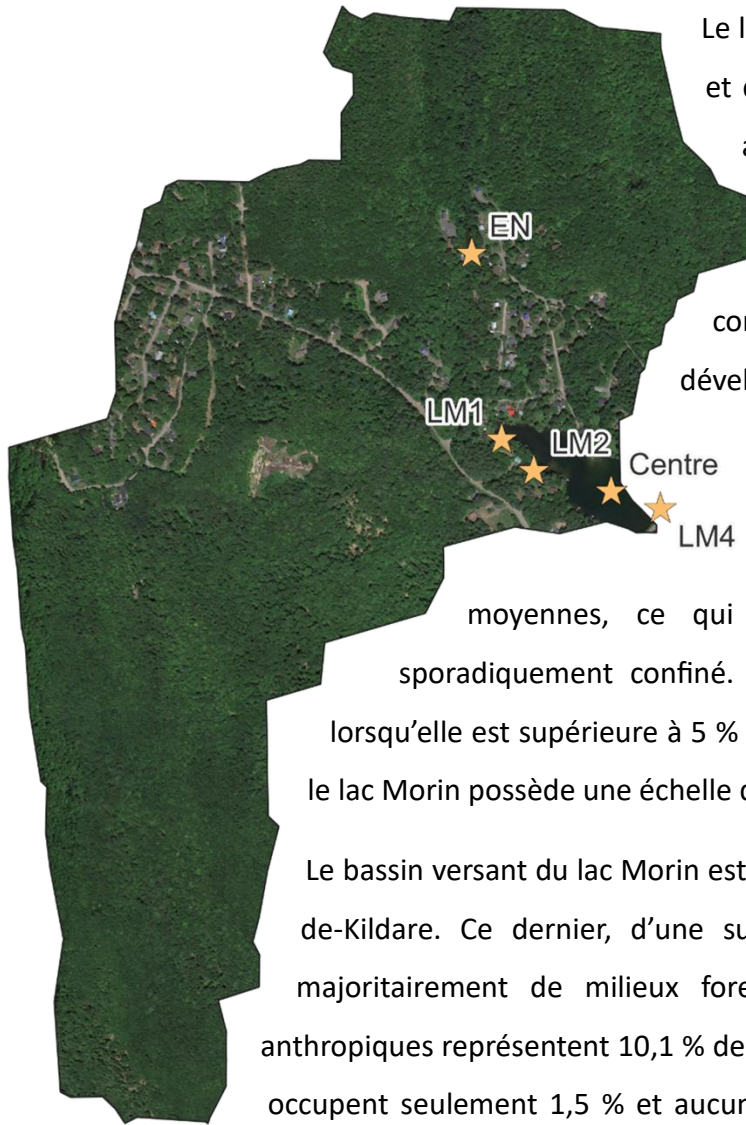 Le
et
EN
dével
LM1
LM2
Centre
LM4
moyennes, ce qui
sporadiquement confiné.
lorsqu’elle est supérieure à 5 %
le lac Morin possède une échelle
Le bassin versant du lac Morin est
de-Kildare. Ce dernier, d’une su
majoritairement de milieux fore
anthropiques représentent 10,1 % de
occupent seulement 1,5 % et aucun